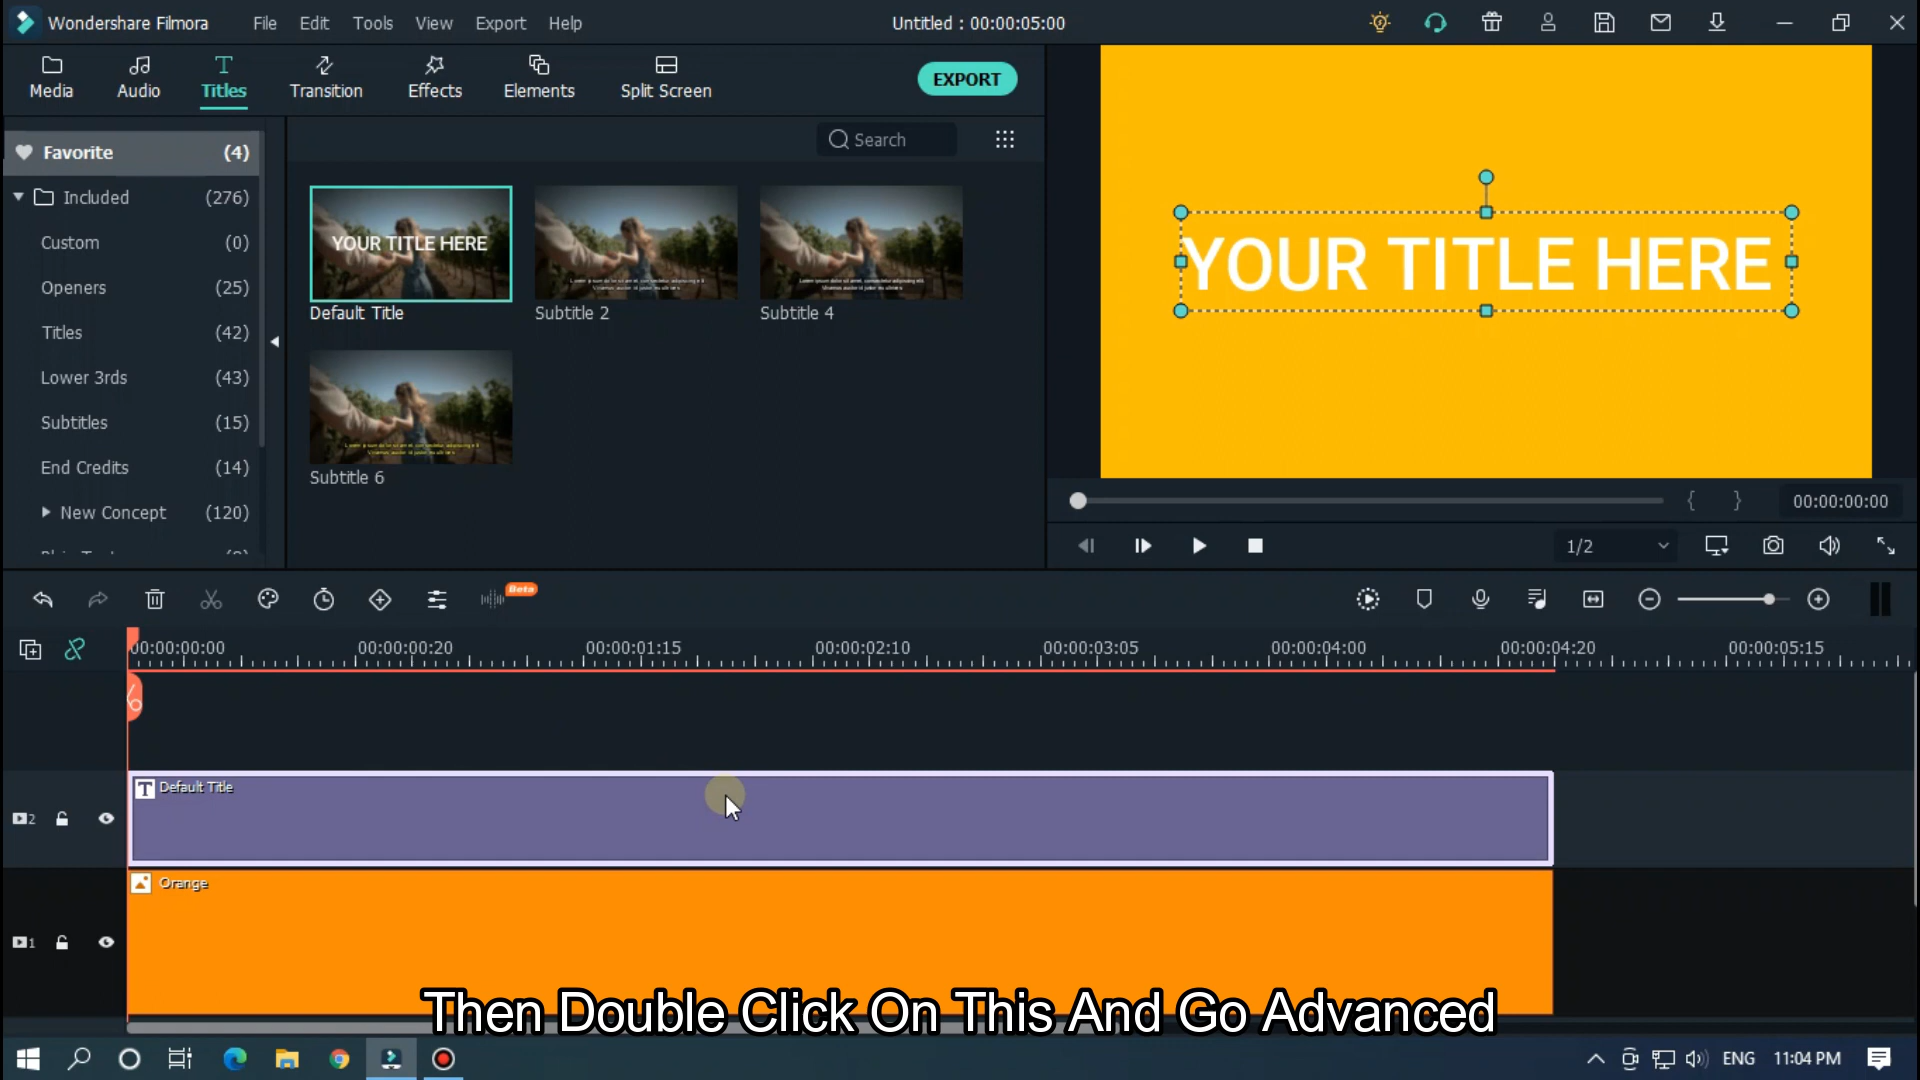 Wondershare Filmora
File
Edit
Tools
View
Export
Help
Untitled : 00:00:05:00
Media
Audio
Titles
Transition
Effects
Elements
Split Screen
EXPORT
Favorite (4)
Included (276)
Custom (0)
Openers (25)
Titles (42)
Lower 3rds (43)
Subtitles (15)
End Credits (14)
New Concept (120)
Search
YOUR TITLE HERE
Default Title
Subtitle 2
Subtitle 4
Subtitle 6
YOUR TITLE HERE
00:00:00:00
1/2
Beta
00:00:00:00
00:00:00:20
00:00:01:15
00:00:02:10
00:00:03:05
00:00:04:00
00:00:04:20
00:00:05:15
Default Title
2
Orange
1
Then Double Click On This And Go Advanced
ENG
11:04 PM